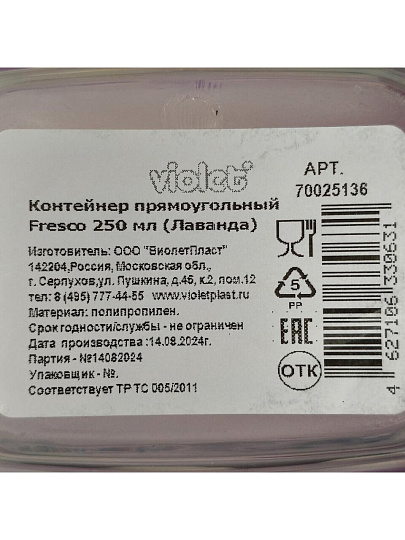 violet®
АРТ.
70025136
Контейнер прямоугольный
Fresco 250 мл (Лаванда)
Изготовитель: ООО "ВиолетПласт"
142204,Россия, Московская обл.,
г. Серпухов,ул. Пушкина, д.45, к.2, пом.12
тел: 8 (495) 777-44-55 www.violetplast.ru
Материал: полипропилен.
Срок годности/службы - не ограничен
Дата производства :14.08.2024г.
Партия - №14082024
Упаковщик - №.
Соответствует ТР ТС 005/2011
5
PP
ЕАС
ОТК
4 627106 330631